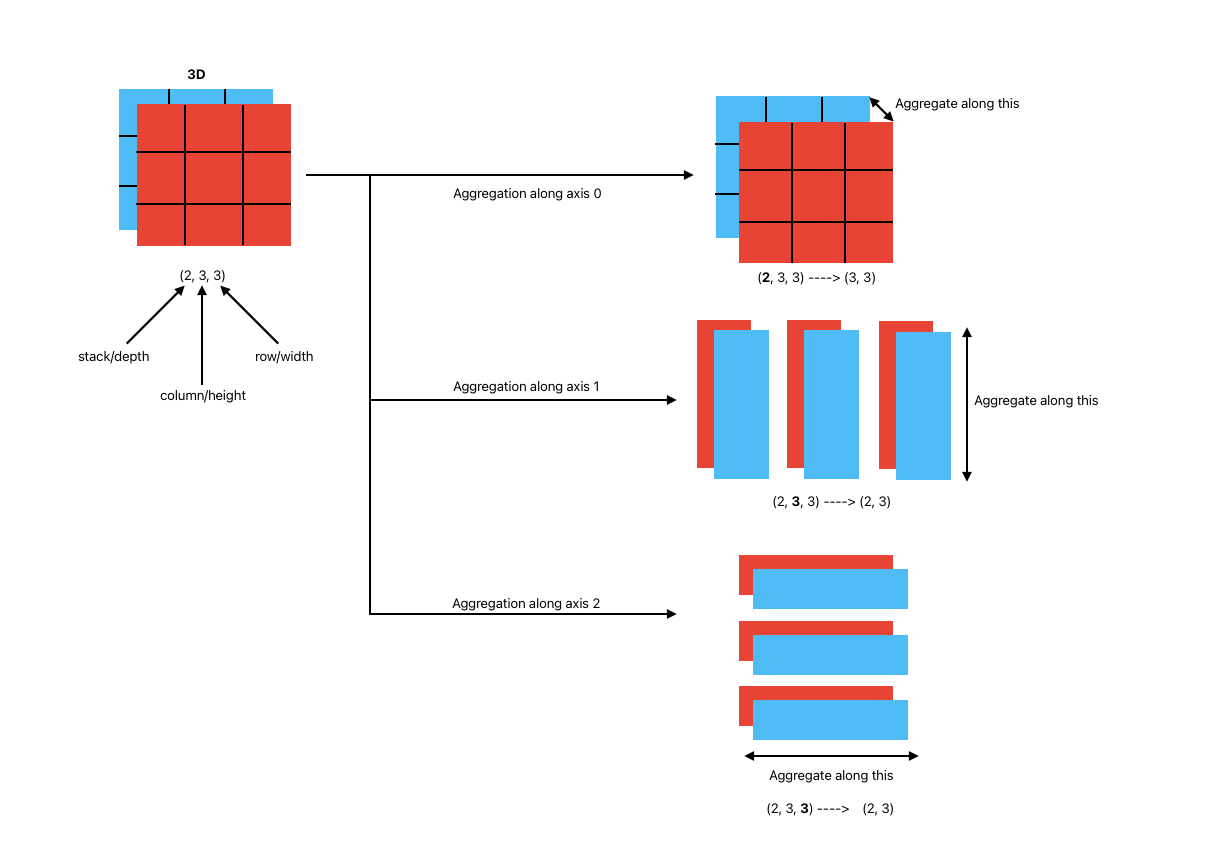 3D
(2, 3, 3)
stack/depth
row/width
column/height
Aggregation along axis 0
Aggregate along this
(2, 3, 3) ----> (3, 3)
Aggregation along axis 1
Aggregate along this
(2, 3, 3) ----> (2, 3)
Aggregation along axis 2
Aggregate along this
(2, 3, 3) ----> (2, 3)